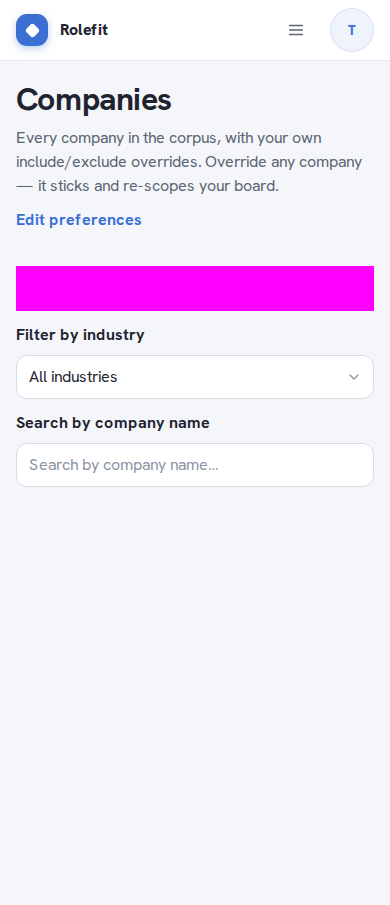 Rolefit
T
Companies
Every company in the corpus, with your own
include/exclude overrides. Override any company
— it sticks and re-scopes your board.
Edit preferences
Filter by industry
All industries
Search by company name
Search by company name...